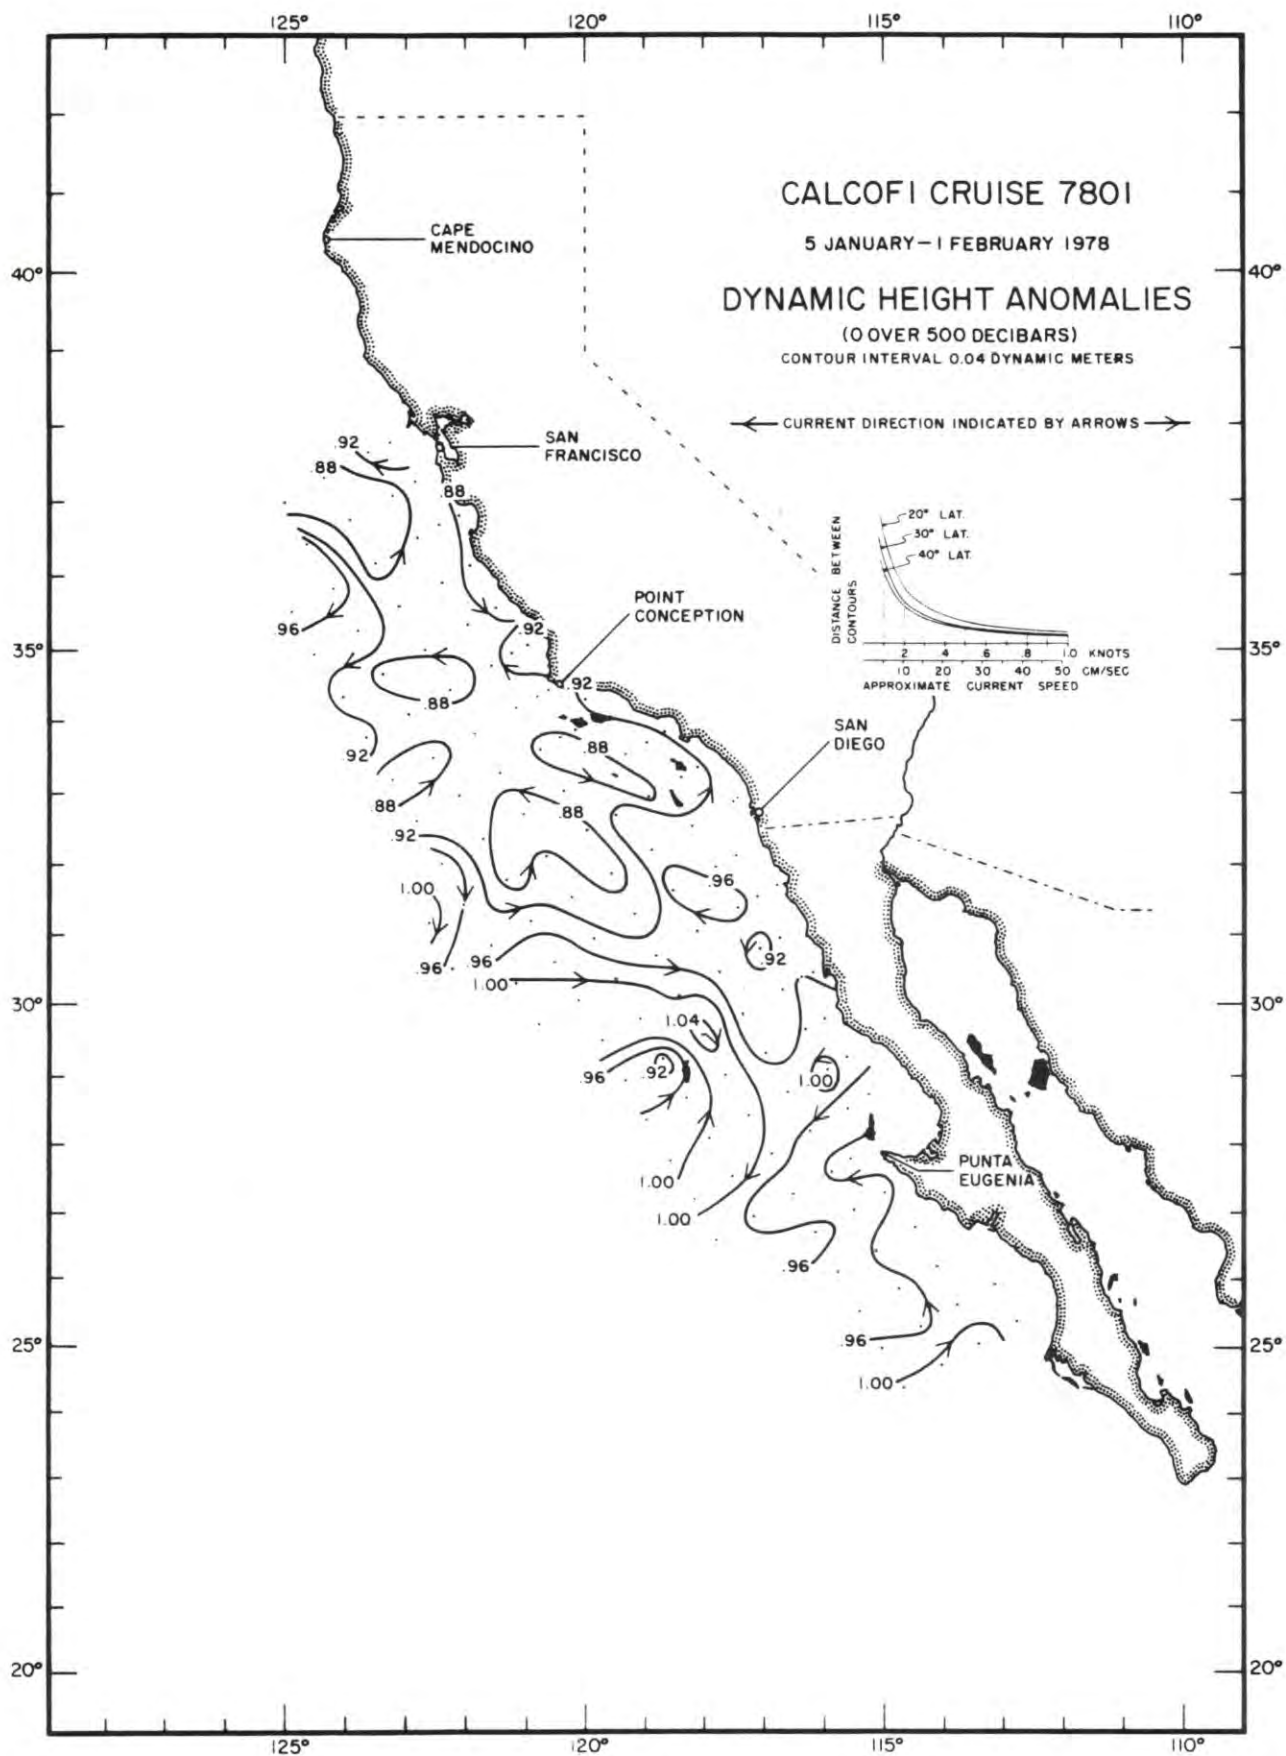 125°
120°
115°
110°
CALCOFI CRUISE 7801
5 JANUARY–1 FEBRUARY 1978
DYNAMIC HEIGHT ANOMALIES
(0 OVER 500 DECIBARS)
CONTOUR INTERVAL 0.04 DYNAMIC METERS
CURRENT DIRECTION INDICATED BY ARROWS
CAPE
MENDOCINO
40°
40°
SAN
FRANCISCO
.92
.88
.88
20° LAT.
30° LAT.
40° LAT.
DISTANCE BETWEEN
CONTOURS
.2 .4 .6 .8 1.0 KNOTS
10 20 30 40 50 CM/SEC
APPROXIMATE CURRENT SPEED
POINT
CONCEPTION
.96
.92
35°
35°
.92
.88
SAN
DIEGO
.92
.88
.88
.88
.92
1.00
.96
.92
.96
.96
1.00
30°
30°
1.04
.96
.92
1.00
PUNTA
EUGENIA
1.00
1.00
.96
.96
25°
25°
1.00
20°
20°
125°
120°
115°
110°